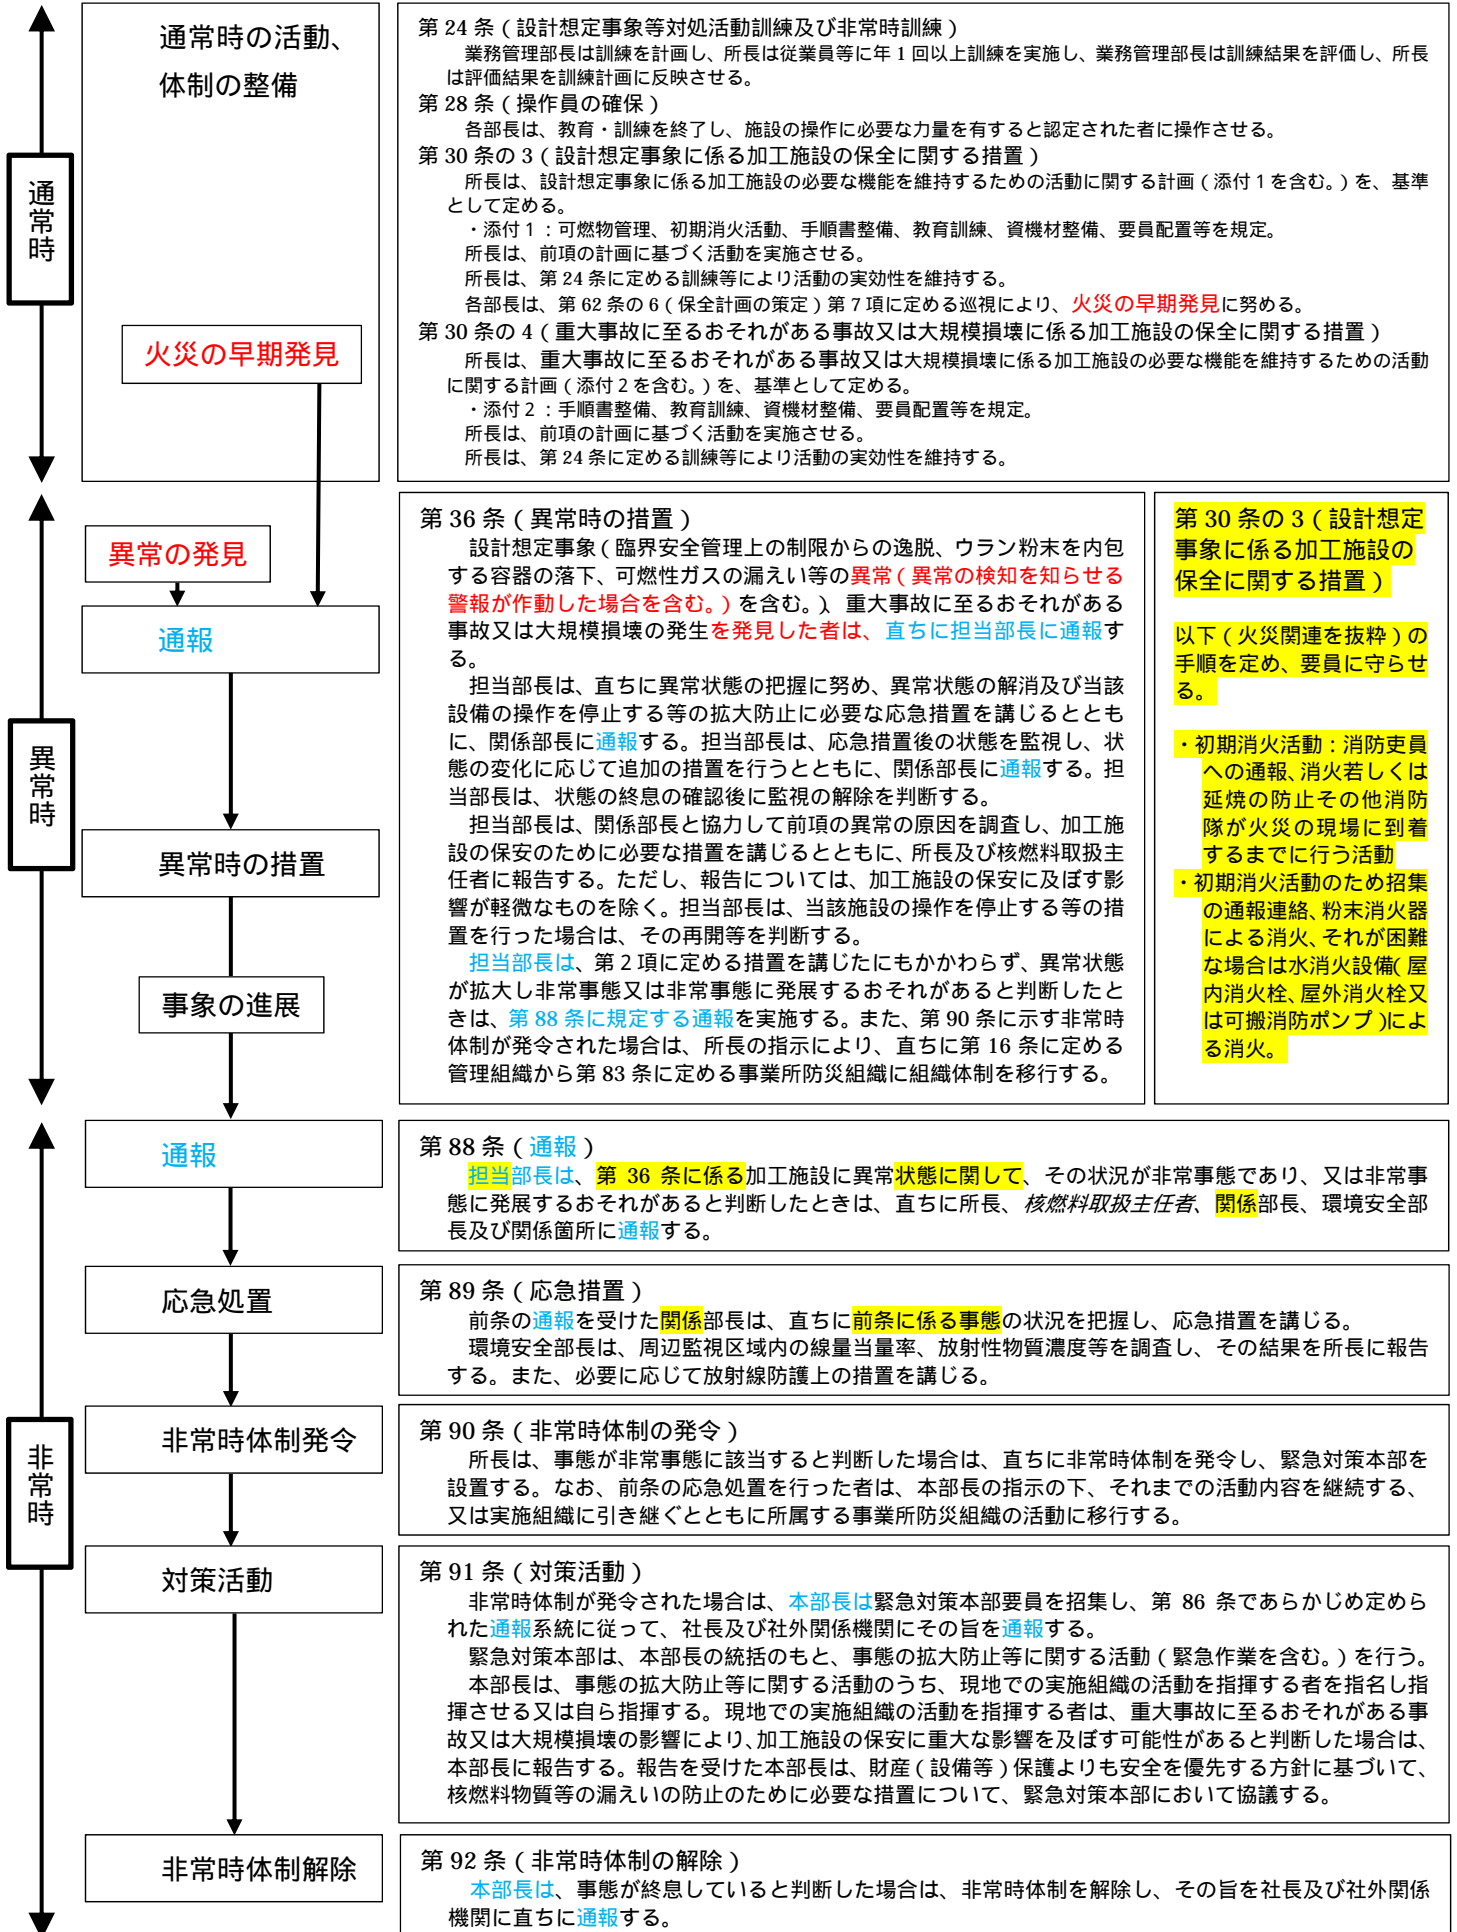 通常時の活動、
体制の整備
通常時
火災の早期発見
第 24 条（設計想定事象等対処活動訓練及び非常時訓練）
業務管理部長は訓練を計画し、所長は従業員等に年 1 回以上訓練を実施し、業務管理部長は訓練結果を評価し、所長
は評価結果を訓練計画に反映させる。
第 28 条（操作員の確保）
各部長は、教育・訓練を終了し、施設の操作に必要な力量を有すると認定された者に操作させる。
第 30 条の 3（設計想定事象に係る加工施設の保全に関する措置）
所長は、設計想定事象に係る加工施設の必要な機能を維持するための活動に関する計画（添付 1 を含む。）を、基準
として定める。
・添付 1：可燃物管理、初期消火活動、手順書整備、教育訓練、資機材整備、要員配置等を規定。
所長は、前項の計画に基づく活動を実施させる。
所長は、第 24 条に定める訓練等により活動の実効性を維持する。
各部長は、第 62 条の 6（保全計画の策定）第 7 項に定める巡視により、火災の早期発見に努める。
第 30 条の 4（重大事故に至るおそれがある事故又は大規模損壊に係る加工施設の保全に関する措置）
所長は、重大事故に至るおそれがある事故又は大規模損壊に係る加工施設の必要な機能を維持するための活動
に関する計画（添付 2 を含む。）を、基準として定める。
・添付 2：手順書整備、教育訓練、資機材整備、要員配置等を規定。
所長は、前項の計画に基づく活動を実施させる。
所長は、第 24 条に定める訓練等により活動の実効性を維持する。
異常時
異常の発見
通報
異常時の措置
事象の進展
第 36 条（異常時の措置）
設計想定事象（臨界安全管理上の制限からの逸脱、ウラン粉末を内包
する容器の落下、可燃性ガスの漏えい等の異常（異常の検知を知らせる
警報が作動した場合を含む。）を含む。）、重大事故に至るおそれがある
事故又は大規模損壊の発生を発見した者は、直ちに担当部長に通報す
る。
担当部長は、直ちに異常状態の把握に努め、異常状態の解消及び当該
設備の操作を停止する等の拡大防止に必要な応急措置を講じるととも
に、関係部長に通報する。担当部長は、応急措置後の状態を監視し、状
態の変化に応じて追加の措置を行うとともに、関係部長に通報する。担
当部長は、状態の終息の確認後に監視の解除を判断する。
担当部長は、関係部長と協力して前項の異常の原因を調査し、加工施
設の保安のために必要な措置を講じるとともに、所長及び核燃料取扱主
任者に報告する。ただし、報告については、加工施設の保安に及ぼす影
響が軽微なものを除く。担当部長は、当該施設の操作を停止する等の措
置を行った場合は、その再開等を判断する。
担当部長は、第 2 項に定める措置を講じたにもかかわらず、異常状態
が拡大し非常事態又は非常事態に発展するおそれがあると判断したと
きは、第 88 条に規定する通報を実施する。また、第 90 条に示す非常時
体制が発令された場合は、所長の指示により、直ちに第 16 条に定める
管理組織から第 83 条に定める事業所防災組織に組織体制を移行する。
第 30 条の 3（設計想定
事象に係る加工施設の
保全に関する措置）
以下（火災関連を抜粋）の
手順を定め、要員に守らせ
る。
・初期消火活動：消防吏員
への通報、消火若しくは
延焼の防止その他消防
隊が火災の現場に到着
するまでに行う活動
・初期消火活動のため招集
の通報連絡、粉末消火器
による消火、それが困難
な場合は水消火設備（屋
内消火栓、屋外消火栓又
は可搬消防ポンプ）によ
る消火。
非常時
通報
応急処置
非常時体制発令
対策活動
非常時体制解除
第 88 条（通報）
担当部長は、第 36 条に係る加工施設に異常状態に関して、その状況が非常事態であり、又は非常事
態に発展するおそれがあると判断したときは、直ちに所長、核燃料取扱主任者、関係部長、環境安全部
長及び関係箇所に通報する。
第 89 条（応急措置）
前条の通報を受けた関係部長は、直ちに前条に係る事態の状況を把握し、応急措置を講じる。
環境安全部長は、周辺監視区域内の線量当量率、放射性物質濃度等を調査し、その結果を所長に報告
する。また、必要に応じて放射線防護上の措置を講じる。
第 90 条（非常時体制の発令）
所長は、事態が非常事態に該当すると判断した場合は、直ちに非常時体制を発令し、緊急対策本部を
設置する。なお、前条の応急処置を行った者は、本部長の指示の下、それまでの活動内容を継続する、
又は実施組織に引き継ぐとともに所属する事業所防災組織の活動に移行する。
第 91 条（対策活動）
非常時体制が発令された場合は、本部長は緊急対策本部要員を招集し、第 86 条であらかじめ定めら
れた通報系統に従って、社長及び社外関係機関にその旨を通報する。
緊急対策本部は、本部長の統括のもと、事態の拡大防止等に関する活動（緊急作業を含む。）を行う。
本部長は、事態の拡大防止等に関する活動のうち、現地での実施組織の活動を指揮する者を指名し指
揮させる又は自ら指揮する。現地での実施組織の活動を指揮する者は、重大事故に至るおそれがある事
故又は大規模損壊の影響により、加工施設の保安に重大な影響を及ぼす可能性があると判断した場合は、
本部長に報告する。報告を受けた本部長は、財産（設備等）保護よりも安全を優先する方針に基づいて、
核燃料物質等の漏えいの防止のために必要な措置について、緊急対策本部において協議する。
第 92 条（非常時体制の解除）
本部長は、事態が終息していると判断した場合は、非常時体制を解除し、その旨を社長及び社外関係
機関に直ちに通報する。